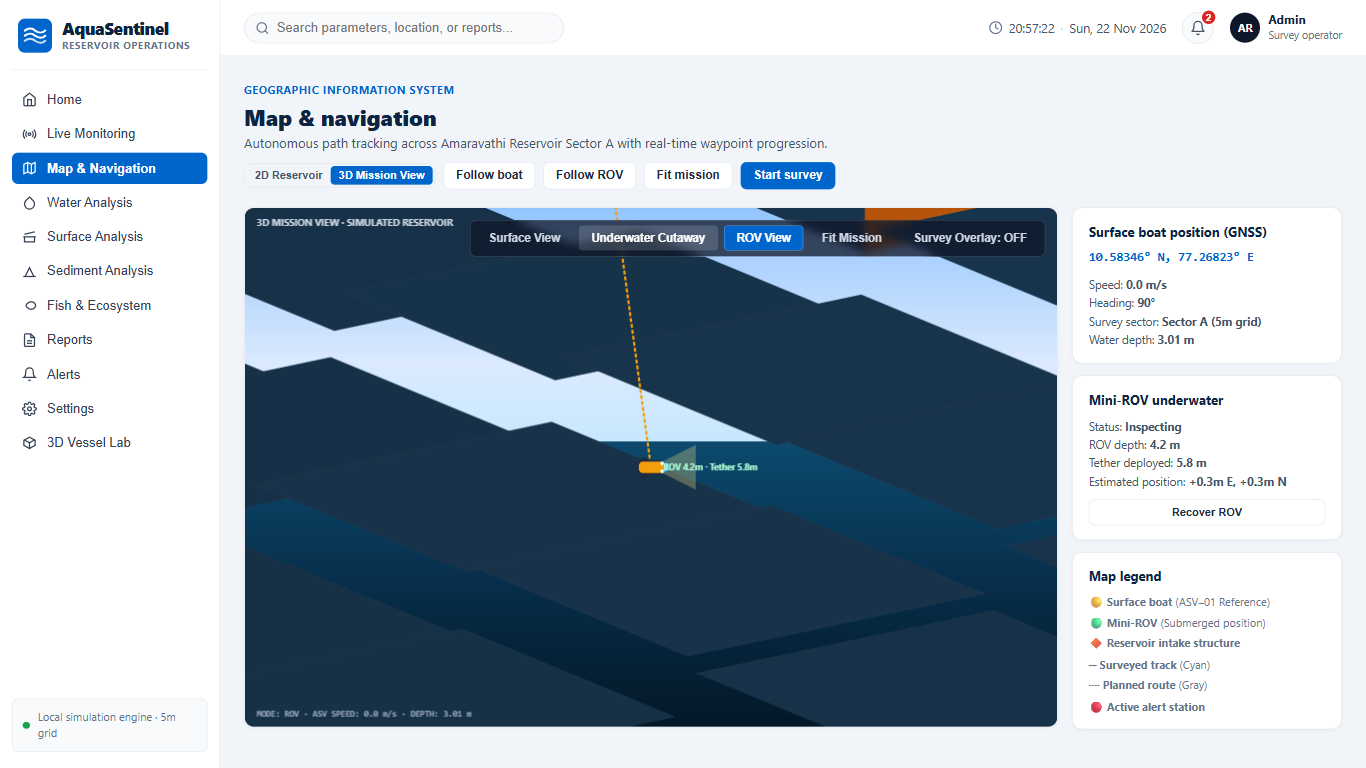 AquaSentinel
RESERVOIR OPERATIONS
Search parameters, location, or reports...
20:57:22 · Sun, 22 Nov 2026
2
AR
Admin
Survey operator
Home
Live Monitoring
Map & Navigation
Water Analysis
Surface Analysis
Sediment Analysis
Fish & Ecosystem
Reports
Alerts
Settings
3D Vessel Lab
Local simulation engine · 5m
grid
GEOGRAPHIC INFORMATION SYSTEM
Map & navigation
Autonomous path tracking across Amaravathi Reservoir Sector A with real-time waypoint progression.
2D Reservoir 3D Mission View Follow boat Follow ROV Fit mission Start survey
3D MISSION VIEW - SIMULATED RESERVOIR
Surface View Underwater Cutaway ROV View Fit Mission Survey Overlay: OFF
ROV 4.2m · Tether 5.8m
MODE: ROV · ASV SPEED: 0.0 m/s · DEPTH: 3.01 m
Surface boat position (GNSS)
10.58346° N, 77.26823° E
Speed: 0.0 m/s
Heading: 90°
Survey sector: Sector A (5m grid)
Water depth: 3.01 m
Mini-ROV underwater
Status: Inspecting
ROV depth: 4.2 m
Tether deployed: 5.8 m
Estimated position: +0.3m E, +0.3m N
Recover ROV
Map legend
Surface boat (ASV–01 Reference)
Mini-ROV (Submerged position)
Reservoir intake structure
— Surveyed track (Cyan)
---- Planned route (Gray)
Active alert station